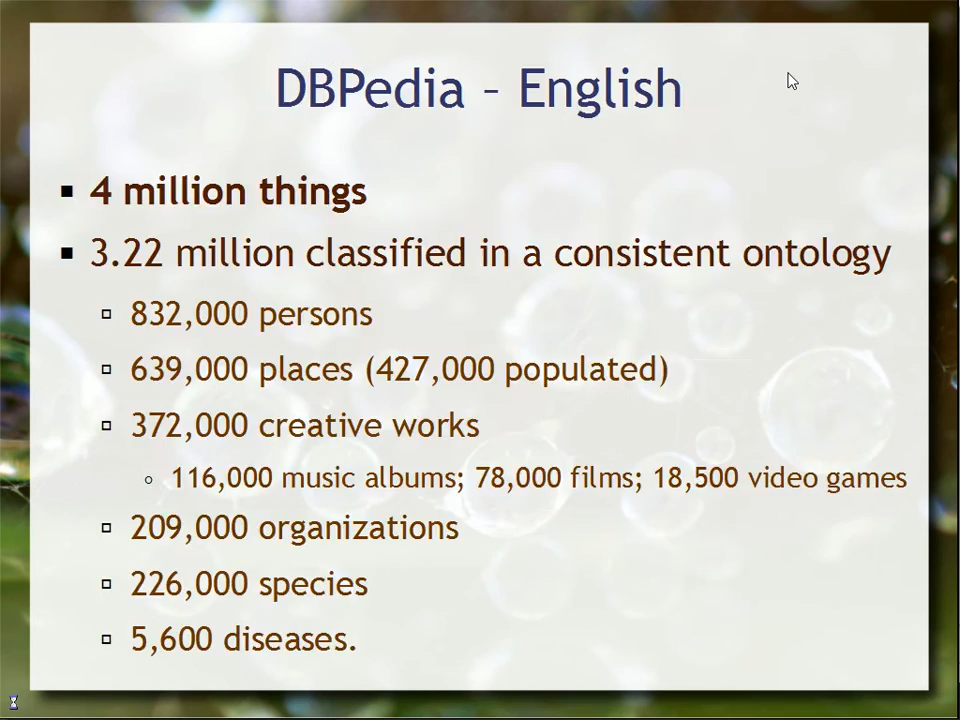 DBPedia – English
4 million things
3.22 million classified in a consistent ontology
832,000 persons
639,000 places (427,000 populated)
372,000 creative works
116,000 music albums; 78,000 films; 18,500 video games
209,000 organizations
226,000 species
5,600 diseases.